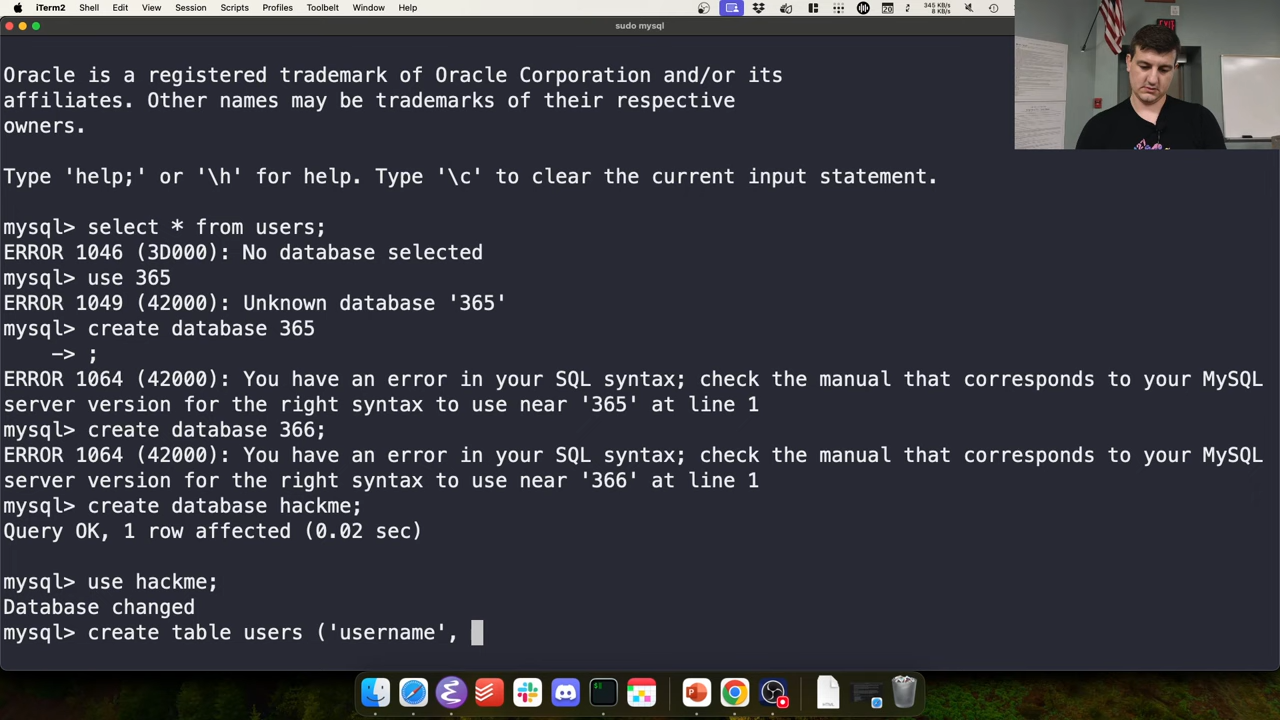 iTerm2 Shell Edit View Session Scripts Profiles Toolbelt Window Help
20
345 KB/s
8 KB/s
sudo mysql
EXIT
Oracle is a registered trademark of Oracle Corporation and/or its
affiliates. Other names may be trademarks of their respective
owners.
Type 'help;' or '\h' for help. Type '\c' to clear the current input statement.
mysql> select * from users;
ERROR 1046 (3D000): No database selected
mysql> use 365
ERROR 1049 (42000): Unknown database '365'
mysql> create database 365
    -> ;
ERROR 1064 (42000): You have an error in your SQL syntax; check the manual that corresponds to your MySQL
server version for the right syntax to use near '365' at line 1
mysql> create database 366;
ERROR 1064 (42000): You have an error in your SQL syntax; check the manual that corresponds to your MySQL
server version for the right syntax to use near '366' at line 1
mysql> create database hackme;
Query OK, 1 row affected (0.02 sec)
mysql> use hackme;
Database changed
mysql> create table users ('username',